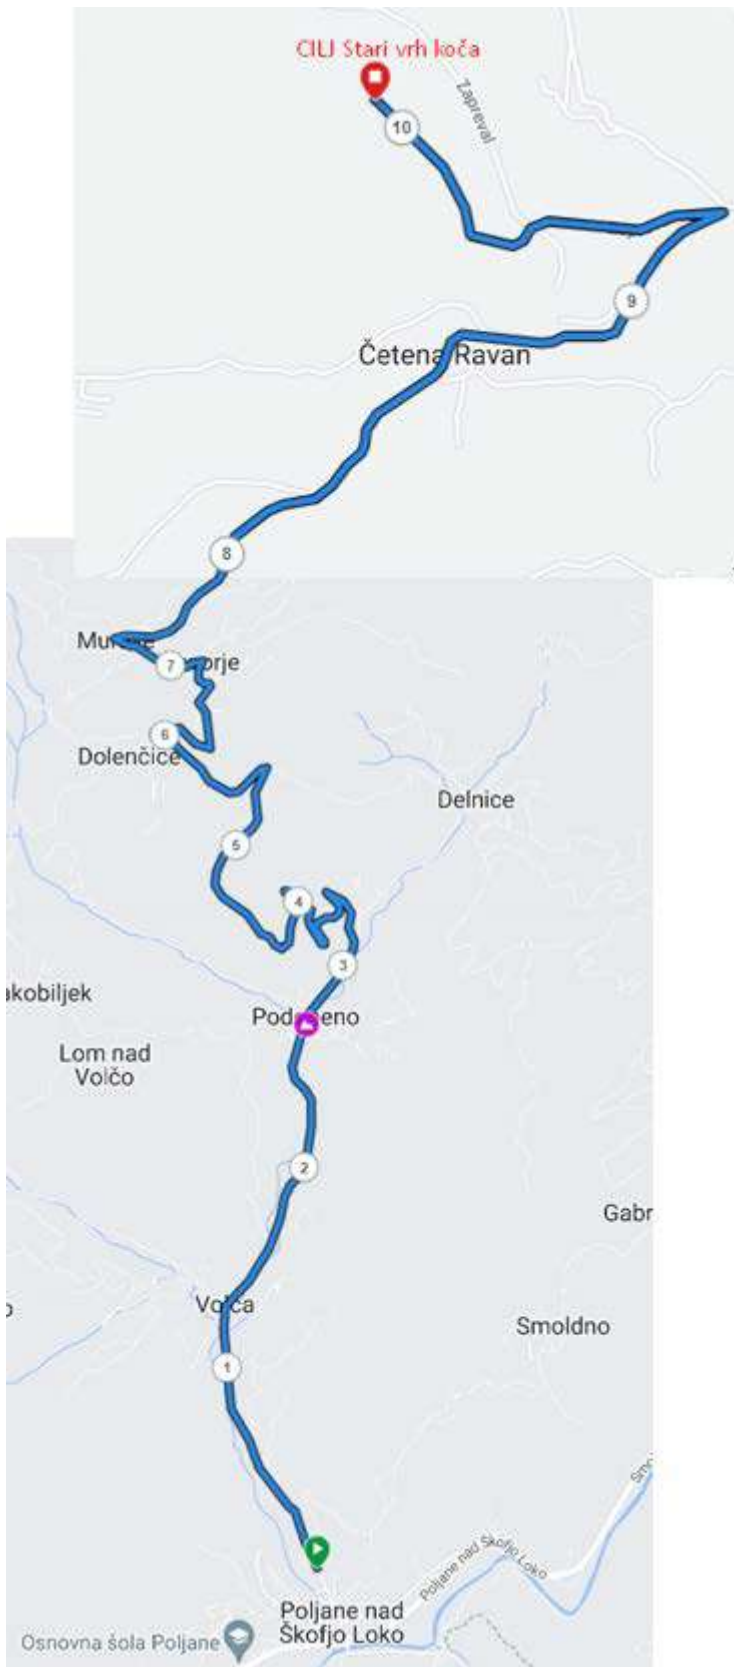 CILJ Stari vrh koča
10
Zapreval
9
Četena Ravan
8
7
6
Dolenčice
Delnice
5
4
3
Lom nad
Volčo
2
Gabr
Volča
Smoldno
1
Poljane nad Škofjo Loko
Poljane nad
Škofjo Loko
Osnovna šola Poljane